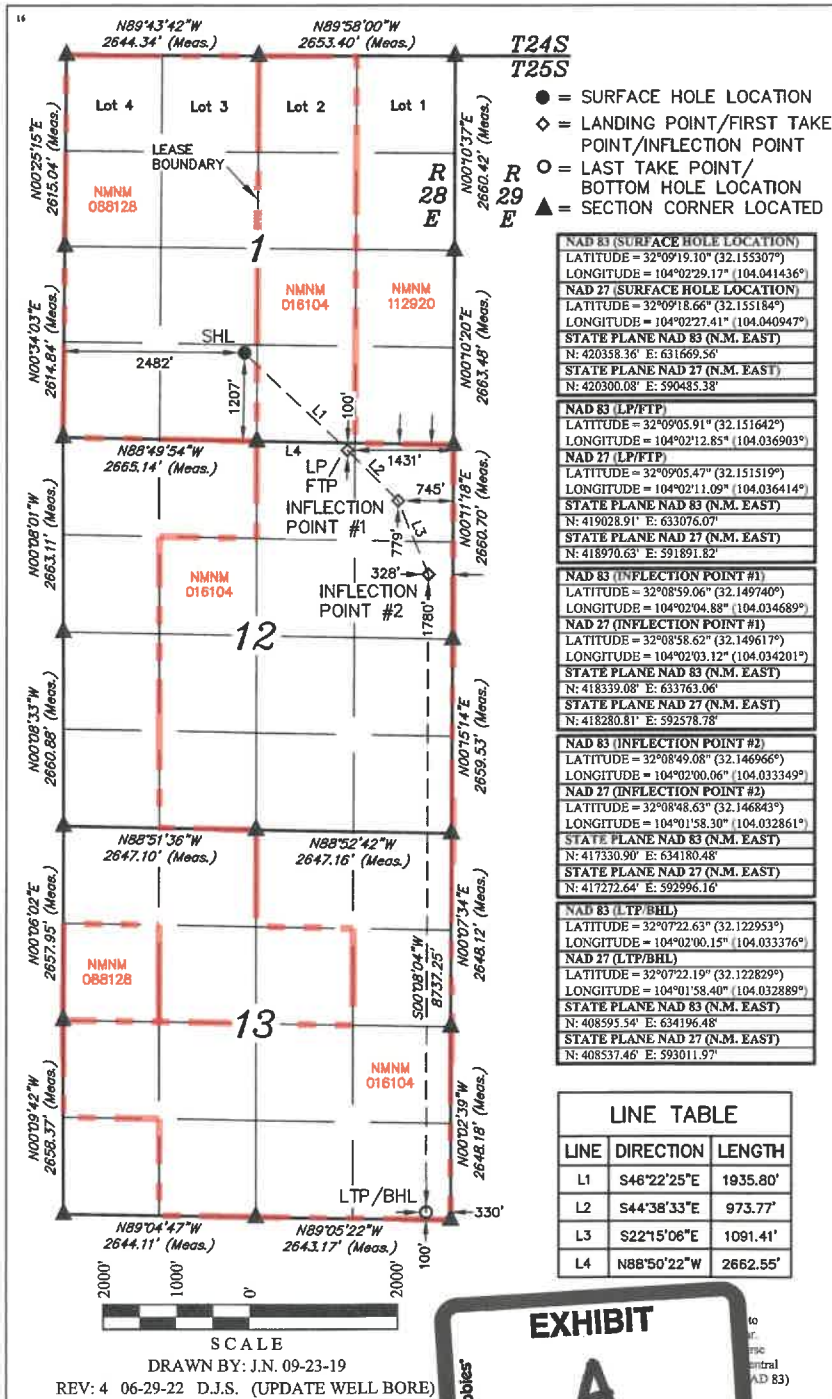 16
N89°43'42"W
2644.34' (Meas.)
N89°58'00"W
2653.40' (Meas.)
T24S
T25S
Lot 4
Lot 3
Lot 2
Lot 1
LEASE
BOUNDARY
N00°25'15"E
2615.04' (Meas.)
NMNM
088128
1
N00°10'37"E
2660.42' (Meas.)
R
28
E
R
29
E
● = SURFACE HOLE LOCATION
◇ = LANDING POINT/FIRST TAKE
POINT/INFLECTION POINT
○ = LAST TAKE POINT/
BOTTOM HOLE LOCATION
▲ = SECTION CORNER LOCATED
N00°34'03"E
2614.84' (Meas.)
NMNM
016104
NMNM
112920
N00°10'20"E
2663.48' (Meas.)
SHL
2482'
1207'
L1
100'
N88°49'54"W
2665.14' (Meas.)
L4
LP/
FTP
L2
1431'
INFLECTION
POINT #1
745'
779'
L3
N00°11'18"E
2660.70' (Meas.)
N00°08'01"W
2663.11' (Meas.)
NMNM
016104
328'
INFLECTION
POINT #2
1780'
12
N00°08'33"W
2660.88' (Meas.)
N00°15'14"E
2659.53' (Meas.)
N88°51'36"W
2647.10' (Meas.)
N88°52'42"W
2647.16' (Meas.)
N00°06'02"E
2657.95' (Meas.)
NMNM
088128
13
S00°08'04"W
8737.25'
N00°07'34"E
2648.12' (Meas.)
NMNM
016104
N00°09'42"W
2658.37' (Meas.)
N00°02'39"W
2648.18' (Meas.)
LTP/BHL
330'
100'
N89°04'47"W
2644.11' (Meas.)
N89°05'22"W
2643.17' (Meas.)
NAD 83 (SURFACE HOLE LOCATION)
LATITUDE = 32°09'19.10" (32.155307°)
LONGITUDE = 104°02'29.17" (104.041436°)
NAD 27 (SURFACE HOLE LOCATION)
LATITUDE = 32°09'18.66" (32.155184°)
LONGITUDE = 104°02'27.41" (104.040947°)
STATE PLANE NAD 83 (N.M. EAST)
N: 420358.36' E: 631669.56'
STATE PLANE NAD 27 (N.M. EAST)
N: 420300.08' E: 590485.38'
NAD 83 (LP/FTP)
LATITUDE = 32°09'05.91" (32.151642°)
LONGITUDE = 104°02'12.85" (104.036903°)
NAD 27 (LP/FTP)
LATITUDE = 32°09'05.47" (32.151519°)
LONGITUDE = 104°02'11.09" (104.036414°)
STATE PLANE NAD 83 (N.M. EAST)
N: 419028.91' E: 633076.07'
STATE PLANE NAD 27 (N.M. EAST)
N: 418970.63' E: 591891.82'
NAD 83 (INFLECTION POINT #1)
LATITUDE = 32°08'59.06" (32.149740°)
LONGITUDE = 104°02'04.88" (104.034689°)
NAD 27 (INFLECTION POINT #1)
LATITUDE = 32°08'58.62" (32.149617°)
LONGITUDE = 104°02'03.12" (104.034201°)
STATE PLANE NAD 83 (N.M. EAST)
N: 418339.08' E: 633763.06'
STATE PLANE NAD 27 (N.M. EAST)
N: 418280.81' E: 592578.78'
NAD 83 (INFLECTION POINT #2)
LATITUDE = 32°08'49.08" (32.146966°)
LONGITUDE = 104°02'00.06" (104.033349°)
NAD 27 (INFLECTION POINT #2)
LATITUDE = 32°08'48.63" (32.146843°)
LONGITUDE = 104°01'58.30" (104.032861°)
STATE PLANE NAD 83 (N.M. EAST)
N: 417330.90' E: 634180.48'
STATE PLANE NAD 27 (N.M. EAST)
N: 417272.64' E: 592996.16'
NAD 83 (LTP/BHL)
LATITUDE = 32°07'22.63" (32.122953°)
LONGITUDE = 104°02'00.15" (104.033376°)
NAD 27 (LTP/BHL)
LATITUDE = 32°07'22.19" (32.122829°)
LONGITUDE = 104°01'58.40" (104.032889°)
STATE PLANE NAD 83 (N.M. EAST)
N: 408595.54' E: 634196.48'
STATE PLANE NAD 27 (N.M. EAST)
N: 408537.46' E: 593011.97'
LINE TABLE
LINE DIRECTION LENGTH
L1 S46°22'25"E 1935.80'
L2 S44°38'33"E 973.77'
L3 S22°15'06"E 1091.41'
L4 N88°50'22"W 2662.55'
2000' 1000' 0' 2000'
SCALE
DRAWN BY: J.N. 09-23-19
REV: 4 06-29-22 D.J.S. (UPDATE WELL BORE)
EXHIBIT
A
to
AD 83)